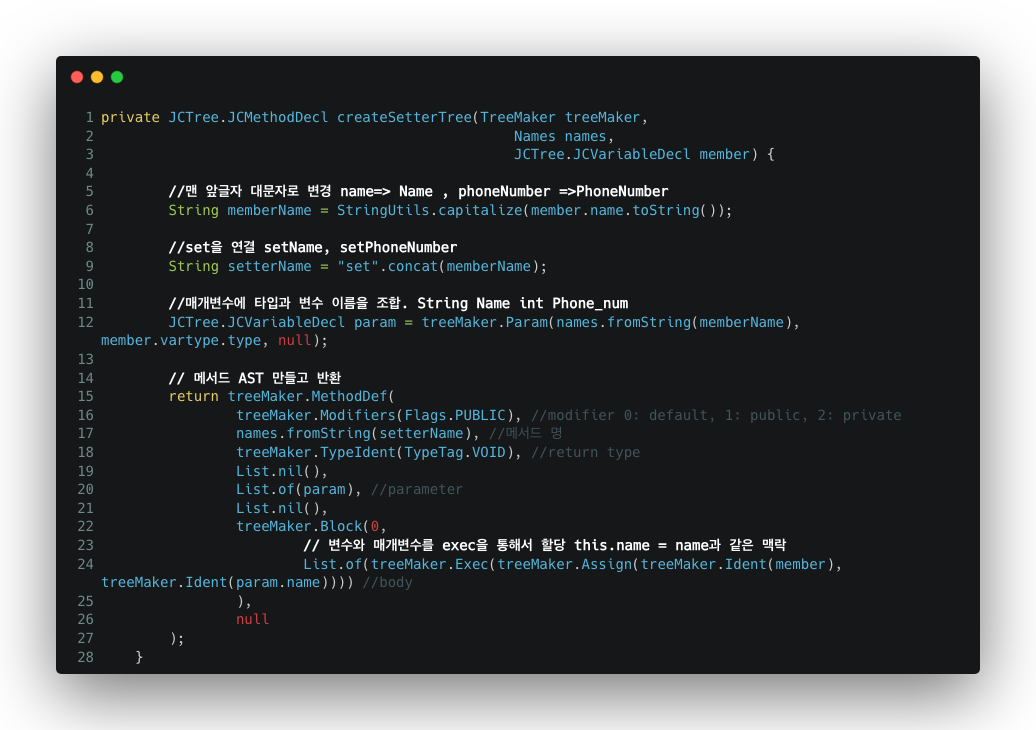 1 private JCTree.JCMethodDecl createSetterTree(TreeMaker treeMaker,
2 Names names,
3 JCTree.JCVariableDecl member) {
4
5 //맨 앞글자 대문자로 변경 name=> Name , phoneNumber =>PhoneNumber
6 String memberName = StringUtils.capitalize(member.name.toString());
7
8 //set을 연결 setName, setPhoneNumber
9 String setterName = "set".concat(memberName);
10
11 //매개변수에 타입과 변수 이름을 조합. String Name int Phone_num
12 JCTree.JCVariableDecl param = treeMaker.Param(names.fromString(memberName),
member.vartype.type, null);
13
14 // 메서드 AST 만들고 반환
15 return treeMaker.MethodDef(
16 treeMaker.Modifiers(Flags.PUBLIC), //modifier 0: default, 1: public, 2: private
17 names.fromString(setterName), //메서드 명
18 treeMaker.TypeIdent(TypeTag.VOID), //return type
19 List.nil(),
20 List.of(param), //parameter
21 List.nil(),
22 treeMaker.Block(0,
23 // 변수와 매개변수를 exec을 통해서 할당 this.name = name과 같은 맥락
24 List.of(treeMaker.Exec(treeMaker.Assign(treeMaker.Ident(member),
treeMaker.Ident(param.name)))) //body
25 ),
26 null
27 );
28 }